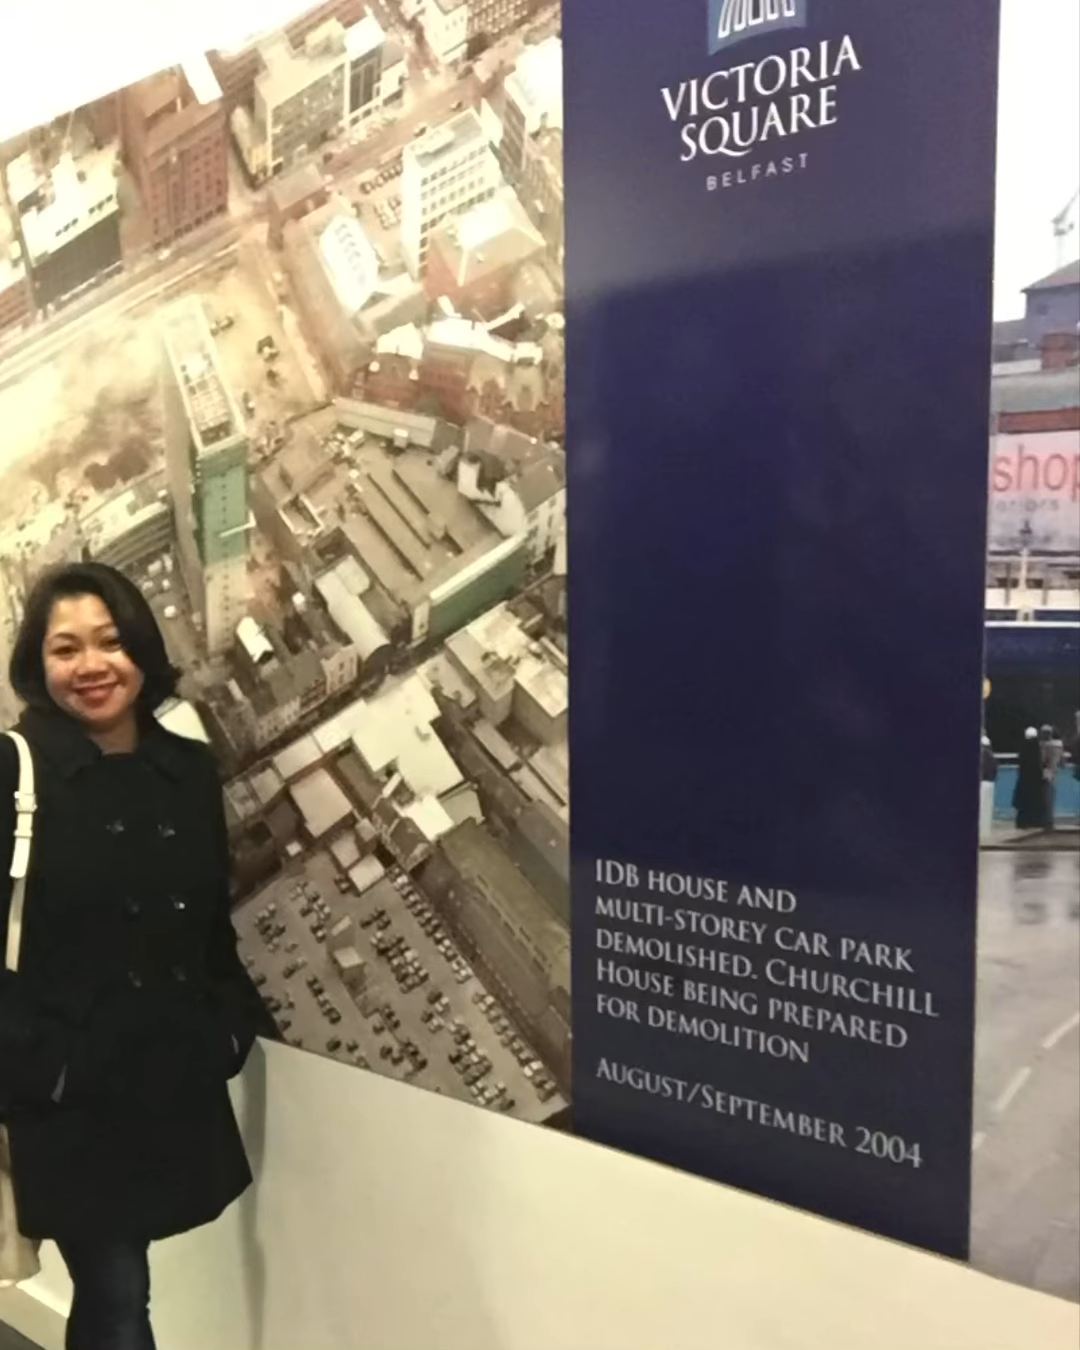 VICTORIA
SQUARE
BELFAST
shop
IDB HOUSE AND
MULTI-STOREY CAR PARK
DEMOLISHED. CHURCHILL
HOUSE BEING PREPARED
FOR DEMOLITION
AUGUST/SEPTEMBER 2004